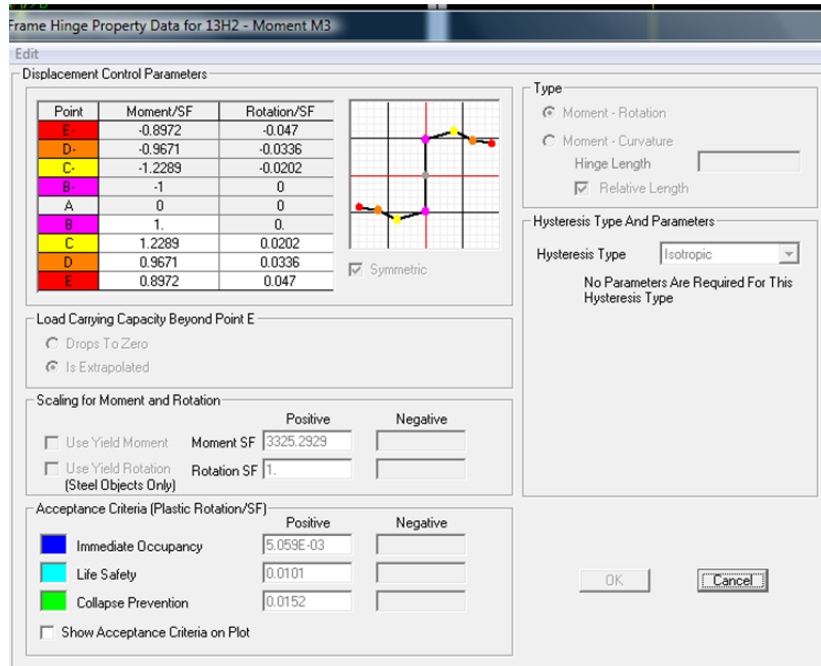 Frame Hinge Property Data for 13H2 - Moment M3
Edit
Displacement Control Parameters
Point Moment/SF Rotation/SF
E- -0.8972 -0.047
D- -0.9671 -0.0336
C- -1.2289 -0.0202
B- -1 0
A 0 0
B 1. 0.
C 1.2289 0.0202
D 0.9671 0.0336
E 0.8972 0.047
Symmetric
Load Carrying Capacity Beyond Point E
Drops To Zero
Is Extrapolated
Scaling for Moment and Rotation
Positive Negative
Use Yield Moment Moment SF 3325.2929
Use Yield Rotation Rotation SF 1.
(Steel Objects Only)
Acceptance Criteria (Plastic Rotation/SF)
Positive Negative
Immediate Occupancy 5.059E-03
Life Safety 0.0101
Collapse Prevention 0.0152
Show Acceptance Criteria on Plot
Type
Moment - Rotation
Moment - Curvature
Hinge Length
Relative Length
Hysteresis Type And Parameters
Hysteresis Type Isotropic
No Parameters Are Required For This
Hysteresis Type
OK Cancel